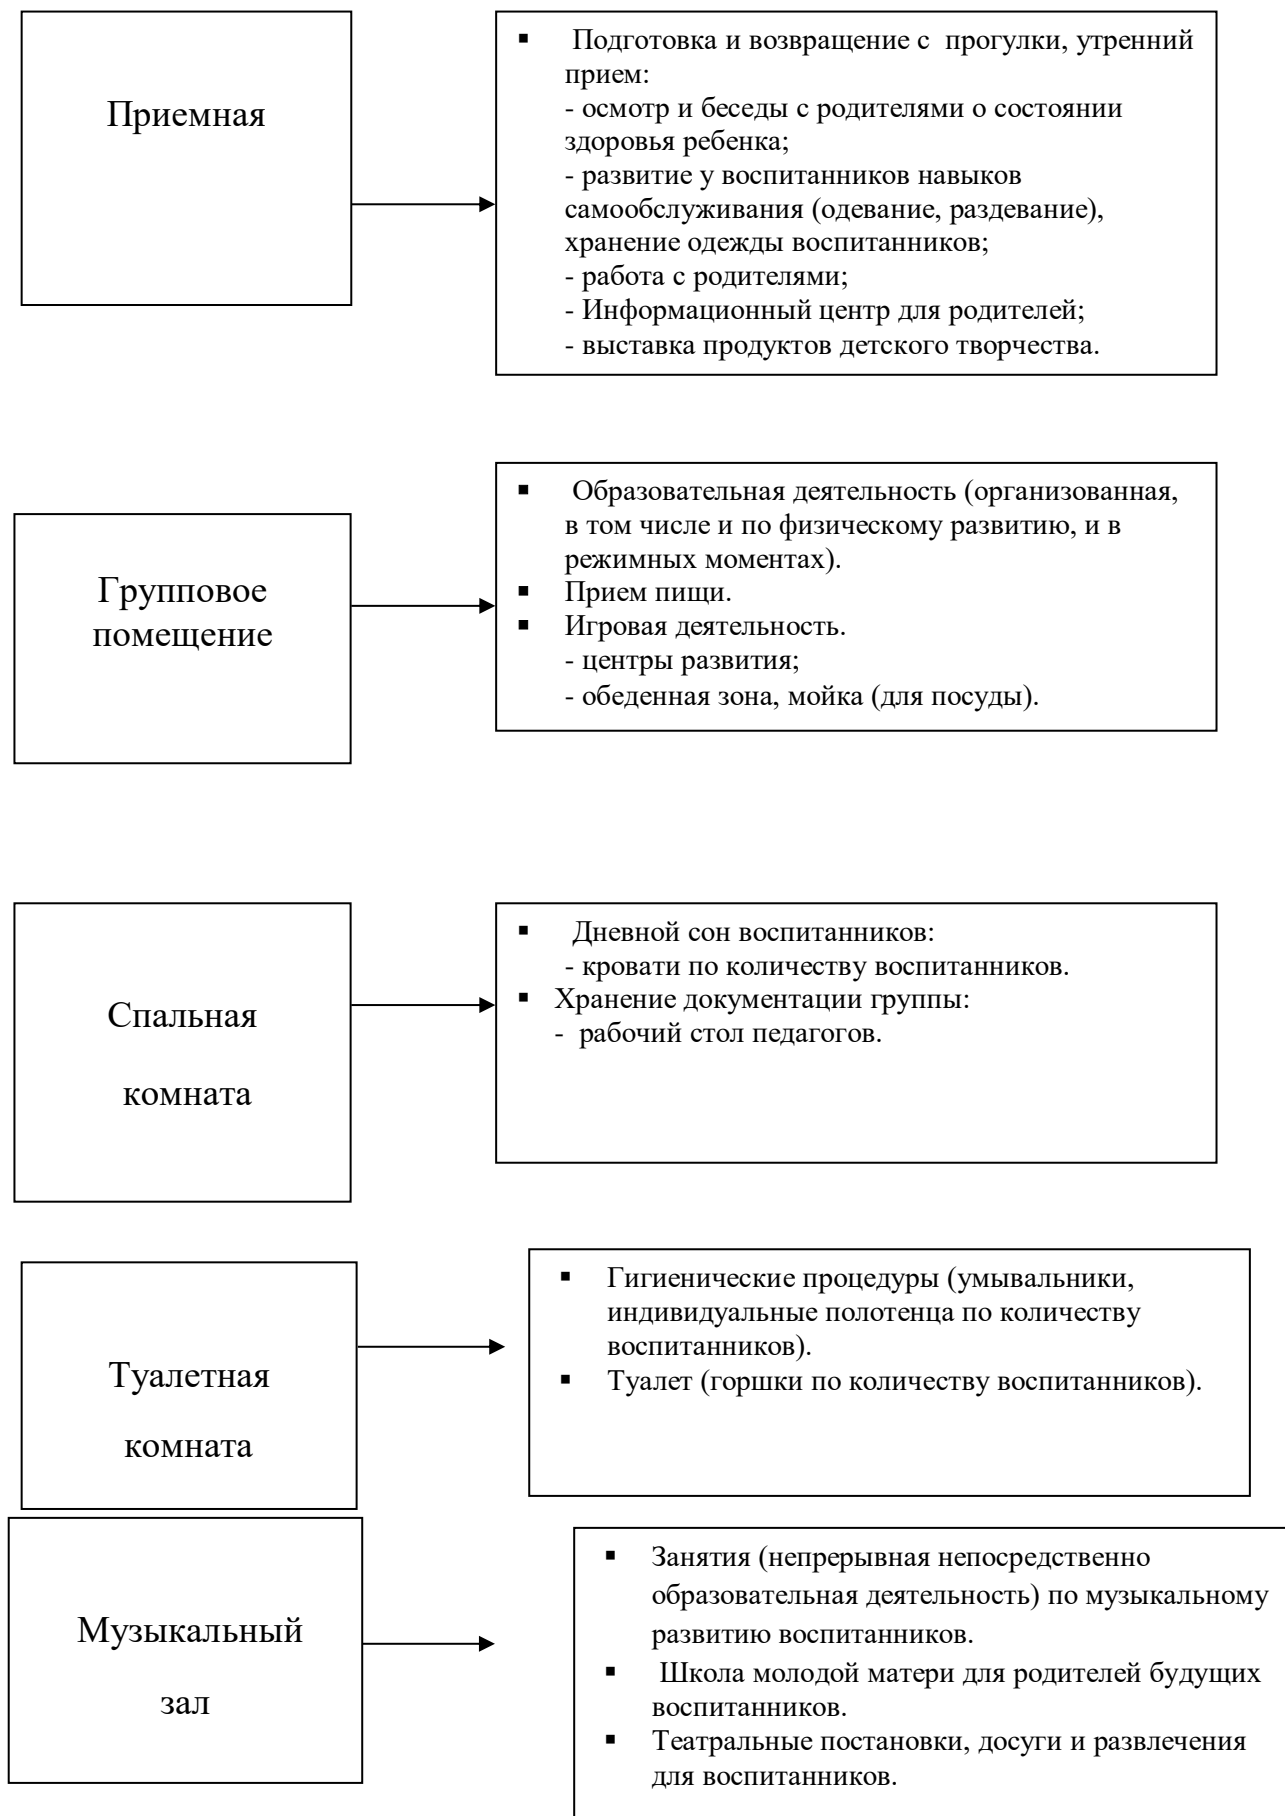 Приемная
▪ Подготовка и возвращение с прогулки, утренний
прием:
- осмотр и беседы с родителями о состоянии
здоровья ребенка;
- развитие у воспитанников навыков
самообслуживания (одевание, раздевание),
хранение одежды воспитанников;
- работа с родителями;
- Информационный центр для родителей;
- выставка продуктов детского творчества.
Групповое
помещение
▪ Образовательная деятельность (организованная,
в том числе и по физическому развитию, и в
режимных моментах).
▪ Прием пищи.
▪ Игровая деятельность.
- центры развития;
- обеденная зона, мойка (для посуды).
Спальная
комната
▪ Дневной сон воспитанников:
- кровати по количеству воспитанников.
▪ Хранение документации группы:
- рабочий стол педагогов.
Туалетная
комната
▪ Гигиенические процедуры (умывальники,
индивидуальные полотенца по количеству
воспитанников).
▪ Туалет (горшки по количеству воспитанников).
Музыкальный
зал
▪ Занятия (непрерывная непосредственно
образовательная деятельность) по музыкальному
развитию воспитанников.
▪ Школа молодой матери для родителей будущих
воспитанников.
▪ Театральные постановки, досуги и развлечения
для воспитанников.